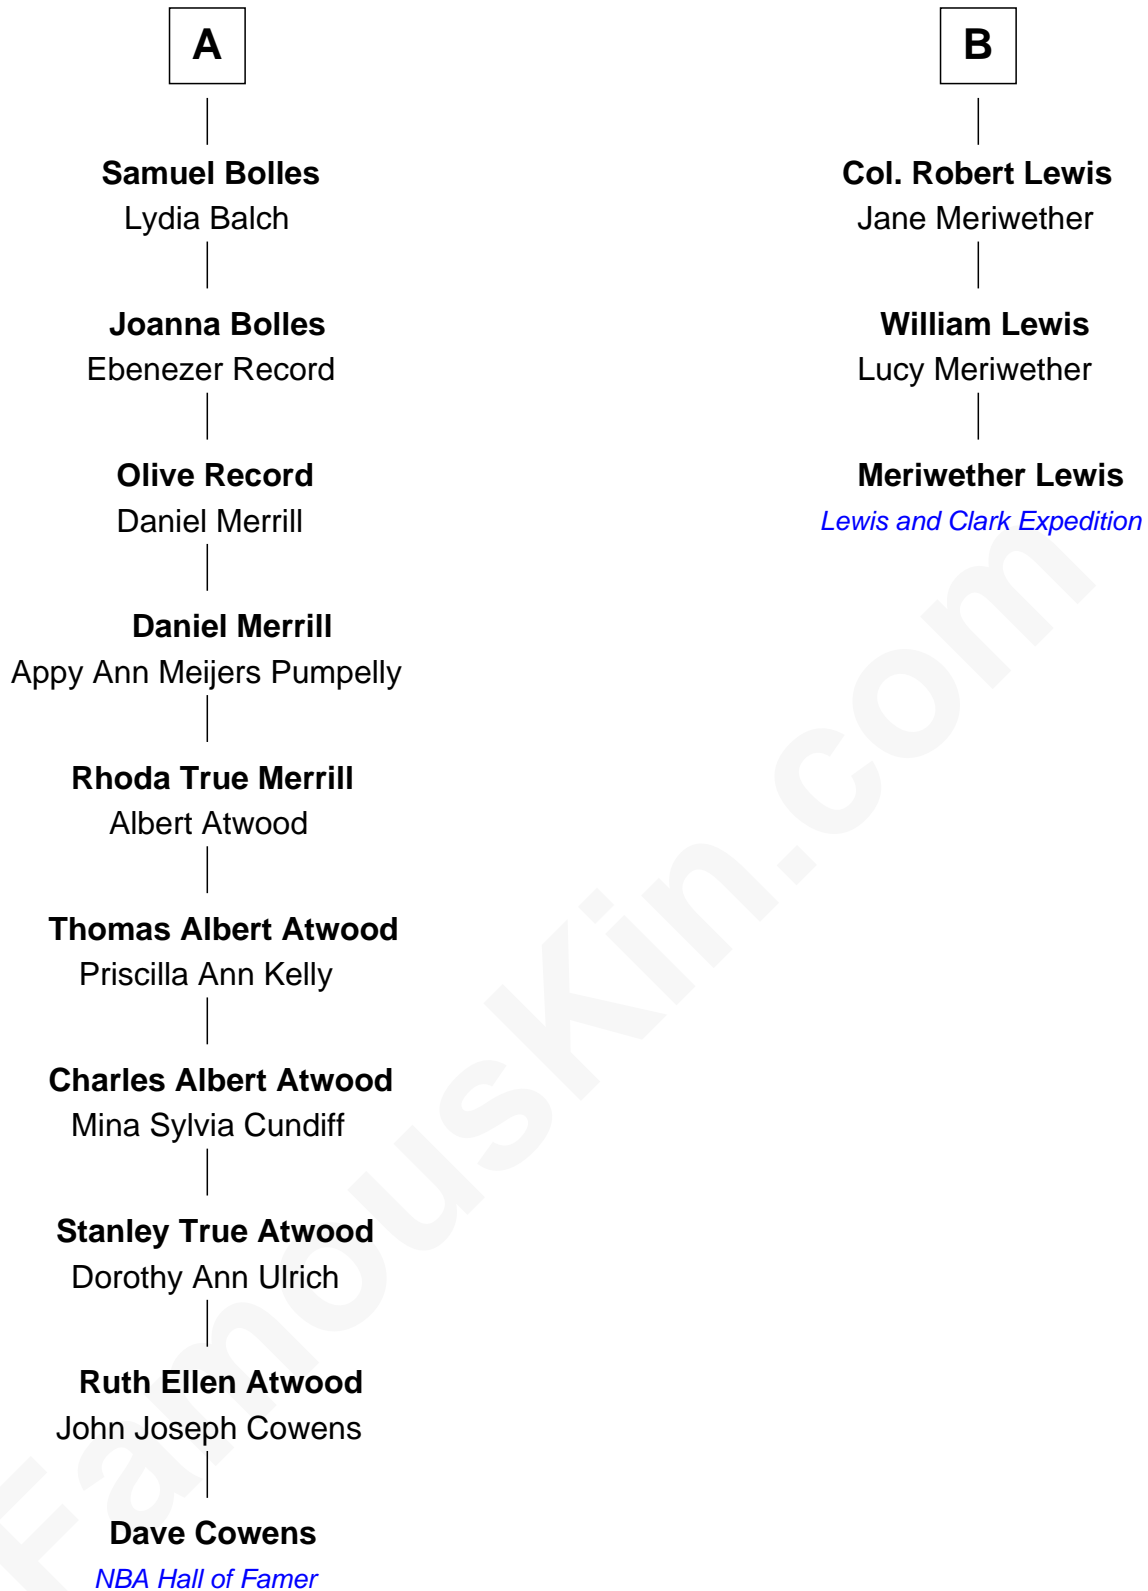 A
Samuel Bolles
Lydia Balch
Joanna Bolles
Ebenezer Record
Olive Record
Daniel Merrill
Daniel Merrill
Appy Ann Meijers Pumpelly
Rhoda True Merrill
Albert Atwood
Thomas Albert Atwood
Priscilla Ann Kelly
Charles Albert Atwood
Mina Sylvia Cundiff
Stanley True Atwood
Dorothy Ann Ulrich
Ruth Ellen Atwood
John Joseph Cowens
Dave Cowens
NBA Hall of Famer
B
Col. Robert Lewis
Jane Meriwether
William Lewis
Lucy Meriwether
Meriwether Lewis
Lewis and Clark Expedition
FamousKin.com